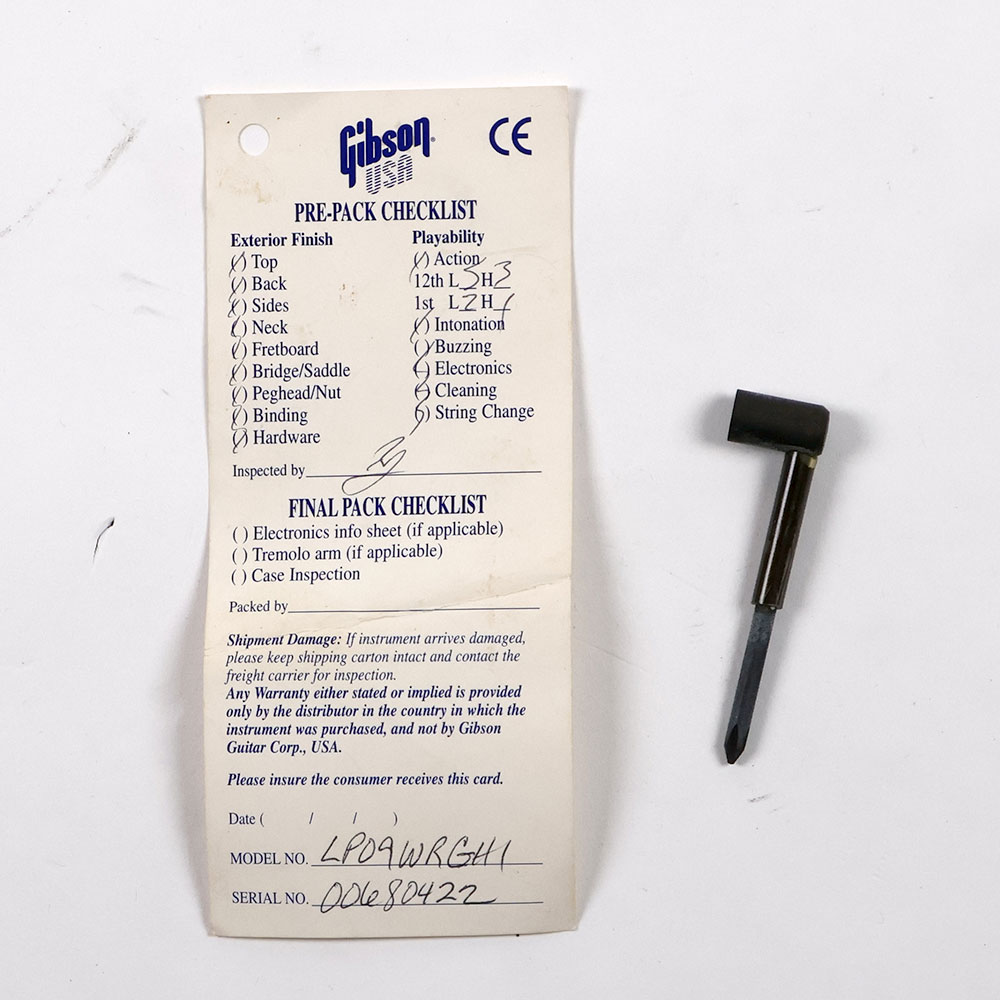 Gibson
USA
CE
PRE-PACK CHECKLIST
Exterior Finish
(✓) Top
(✓) Back
(✓) Sides
(✓) Neck
(✓) Fretboard
(✓) Bridge/Saddle
(✓) Peghead/Nut
(✓) Binding
(✓) Hardware
Playability
(✓) Action
12th L 5 H 3
1st L 2 H 1
(✓) Intonation
(✓) Buzzing
(✓) Electronics
(✓) Cleaning
(✓) String Change
Inspected by
FINAL PACK CHECKLIST
( ) Electronics info sheet (if applicable)
( ) Tremolo arm (if applicable)
( ) Case Inspection
Packed by
Shipment Damage: If instrument arrives damaged,
please keep shipping carton intact and contact the
freight carrier for inspection.
Any Warranty either stated or implied is provided
only by the distributor in the country in which the
instrument was purchased, and not by Gibson
Guitar Corp., USA.
Please insure the consumer receives this card.
Date ( / / )
MODEL NO. LP09WRGH1
SERIAL NO. 00680422